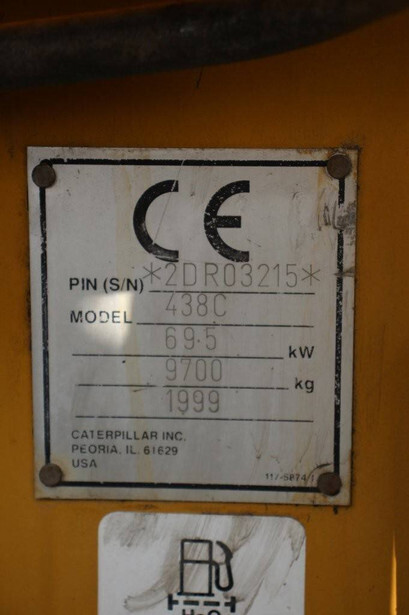 CE
PIN (S/N) *2DR03215*
MODEL 438C
69.5 kW
9700 kg
1999
CATERPILLAR INC.
PEORIA, IL. 61629
USA